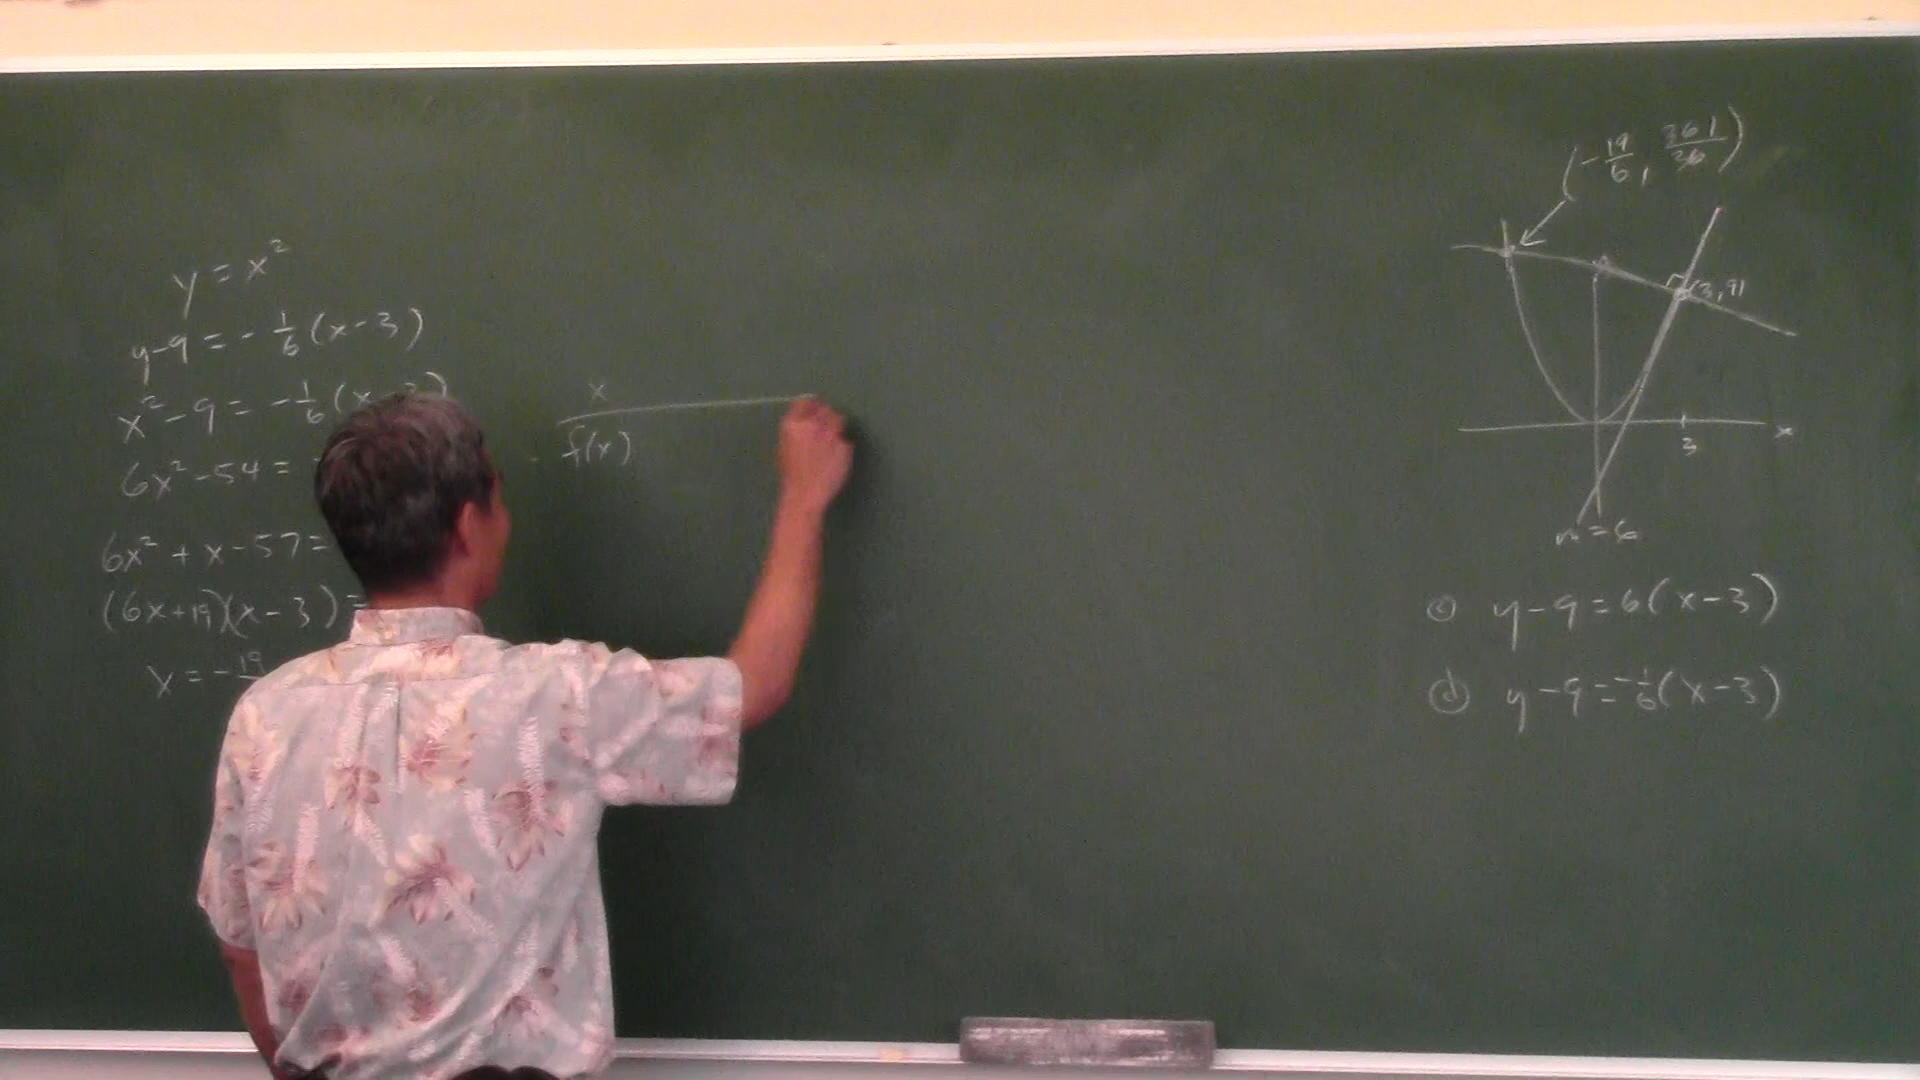 y = x²
y-9 = -1/6(x-3)
x²-9 = -1/6(x
6x²-54 =
6x² + x-57 =
(6x+19)(x-3) =
x = -19
x
f(x)
(-19/6, 361/36)
(3,9)
x
3
m=6
ⓒ y-9=6(x-3)
ⓓ y-9=-1/6(x-3)